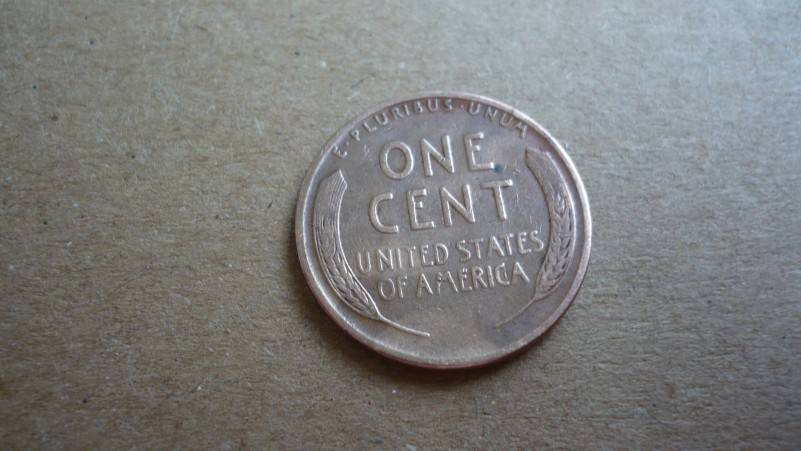 E·PLURIBUS·UNUM
ONE
CENT
UNITED STATES
OF AMERICA